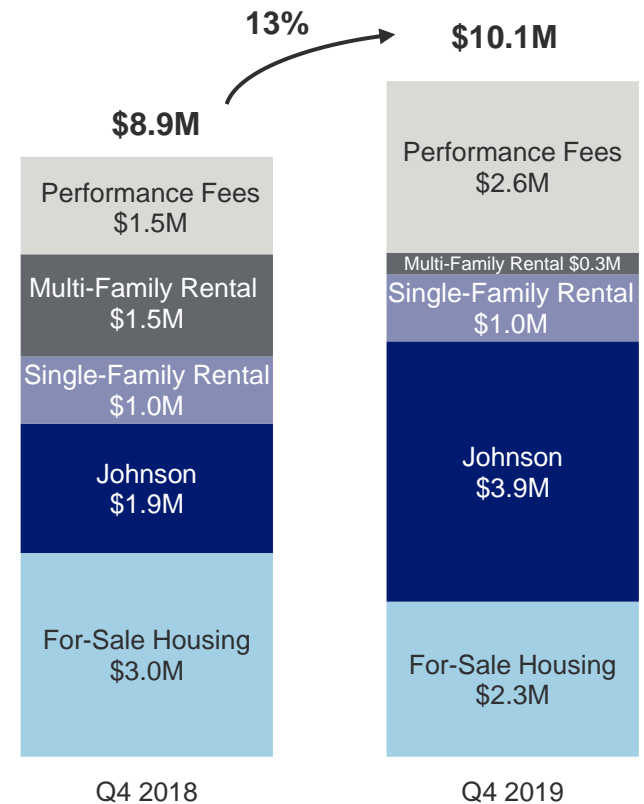 13%
$8.9M
$10.1M
Performance Fees
$1.5M
Multi-Family Rental
$1.5M
Single-Family Rental
$1.0M
Johnson
$1.9M
For-Sale Housing
$3.0M
Q4 2018
Performance Fees
$2.6M
Multi-Family Rental $0.3M
Single-Family Rental
$1.0M
Johnson
$3.9M
For-Sale Housing
$2.3M
Q4 2019